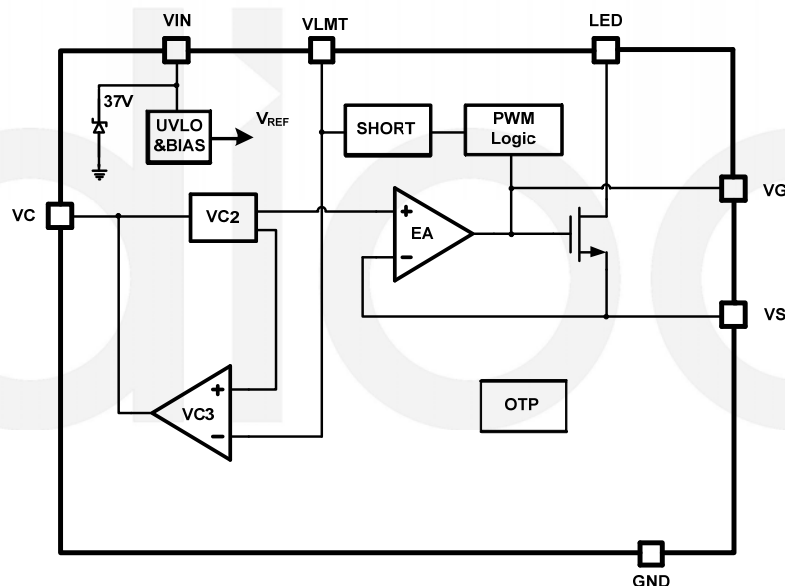 VIN
VLMT
LED
37V
UVLO
&BIAS
VREF
SHORT
PWM
Logic
VC
VC2
+
EA
−
VG
VS
+
VC3
−
OTP
GND